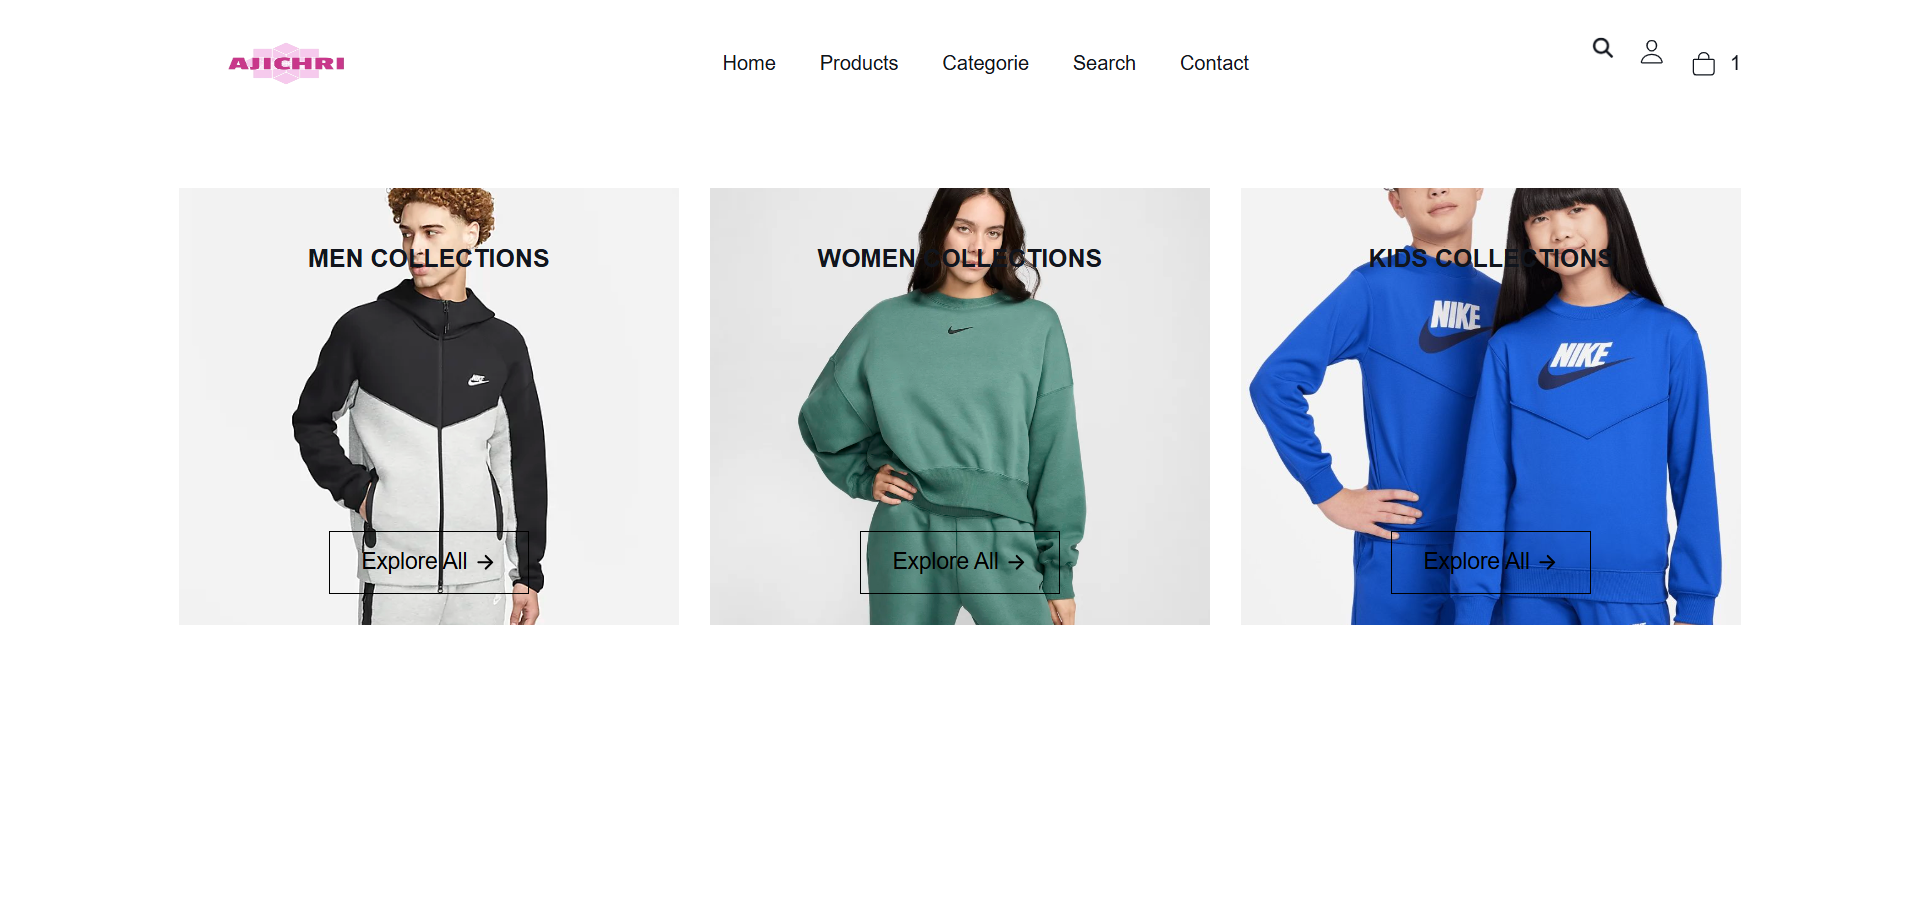 AJICHRI
Home Products Categorie Search Contact
1
MEN COLLECTIONS
WOMEN COLLECTIONS
KIDS COLLECTIONS
NIKE
NIKE
Explore All →
Explore All →
Explore All →